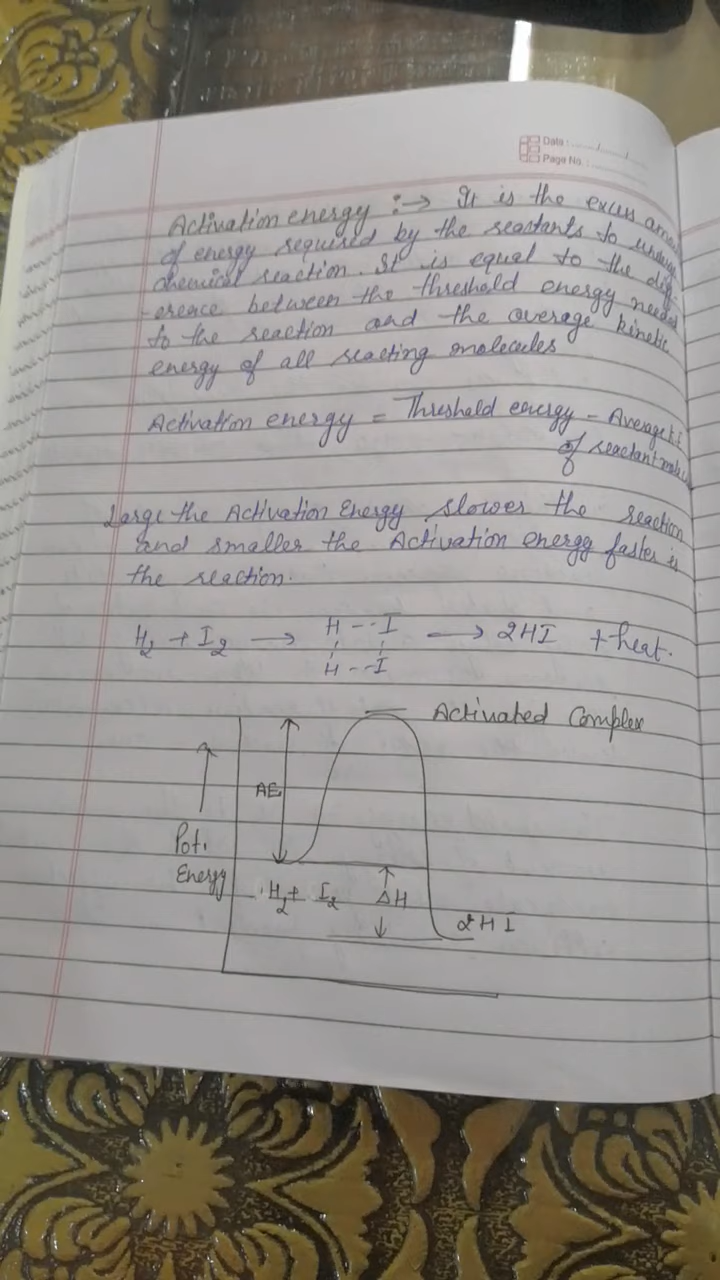 Date : ....../....../......
Page No. :
Activation energy :→ It is the excess
of energy required by the reactants to
chemical reaction. It is equal to the diff
-erence between the threshold energy needed
to the reaction and the average kinetic
energy of all reacting molecules
Activation energy = Threshold energy - Average K.E
of reactant
Large the Activation Energy slower the reaction
and smaller the Activation energy faster is
the reaction.
H2 + I2 → H--I → 2HI + heat.
H--I
Activated Complex
AE
Pot.
Energy
H2 + I2 ΔH
2HI